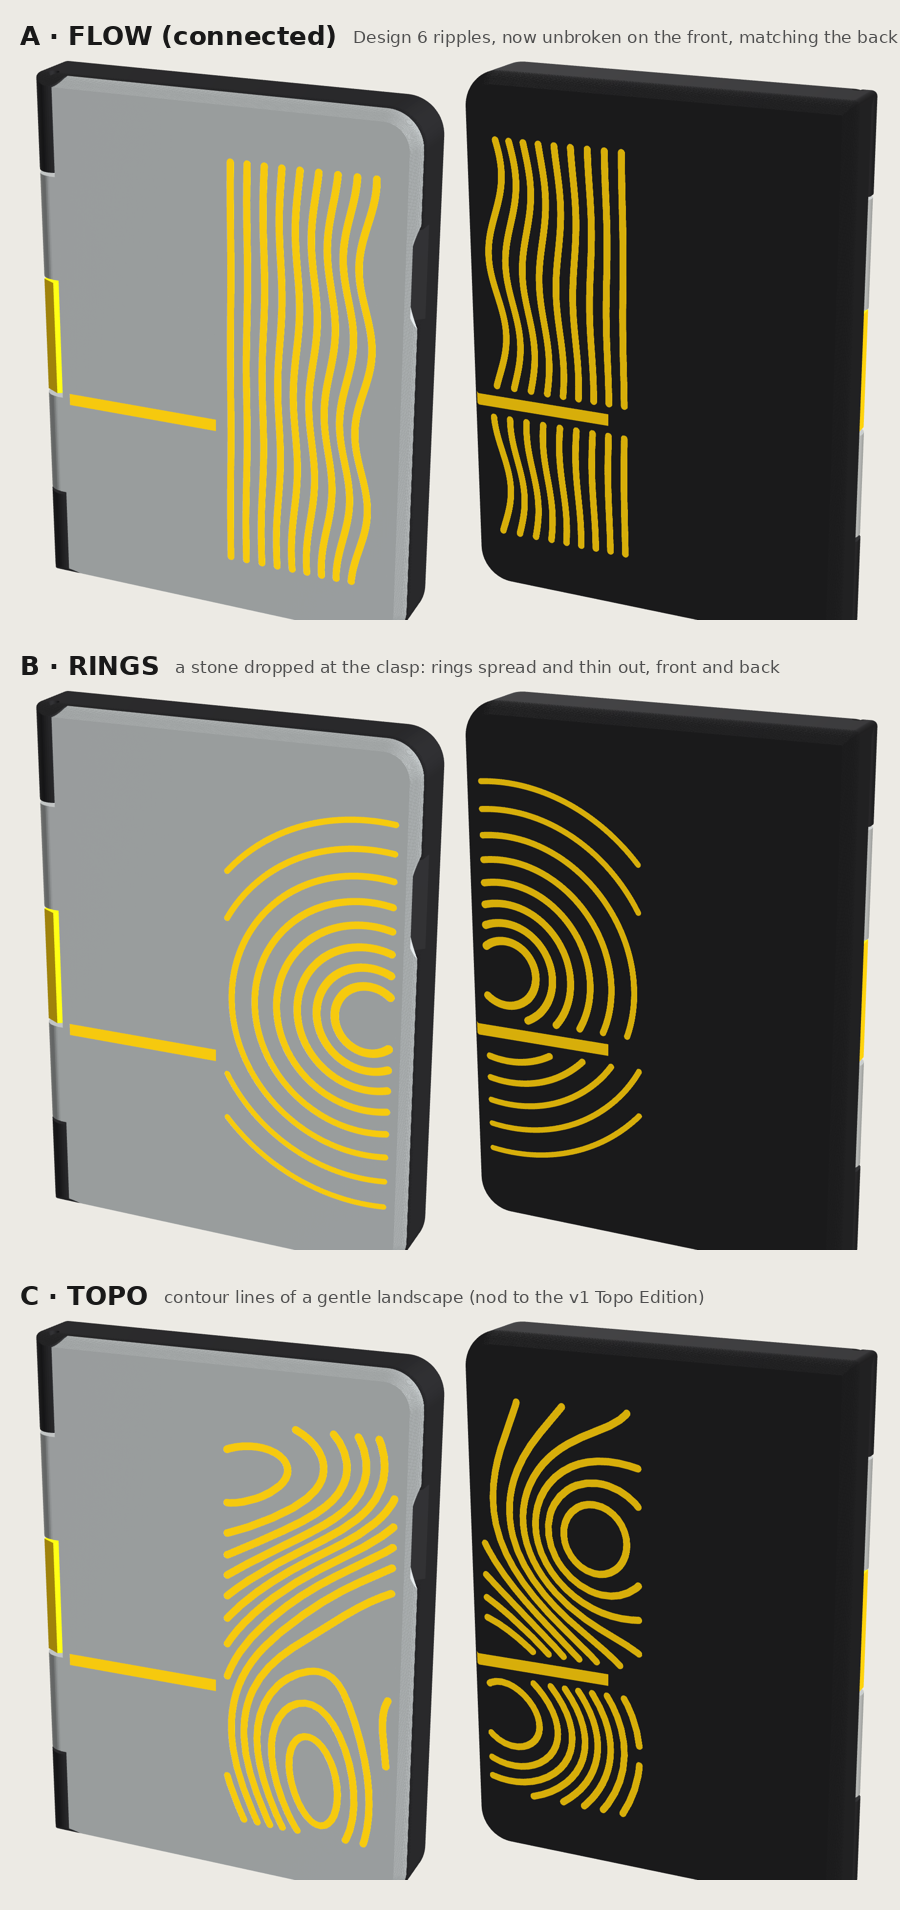 A · FLOW (connected) Design 6 ripples, now unbroken on the front, matching the back
B · RINGS a stone dropped at the clasp: rings spread and thin out, front and back
C · TOPO contour lines of a gentle landscape (nod to the v1 Topo Edition)